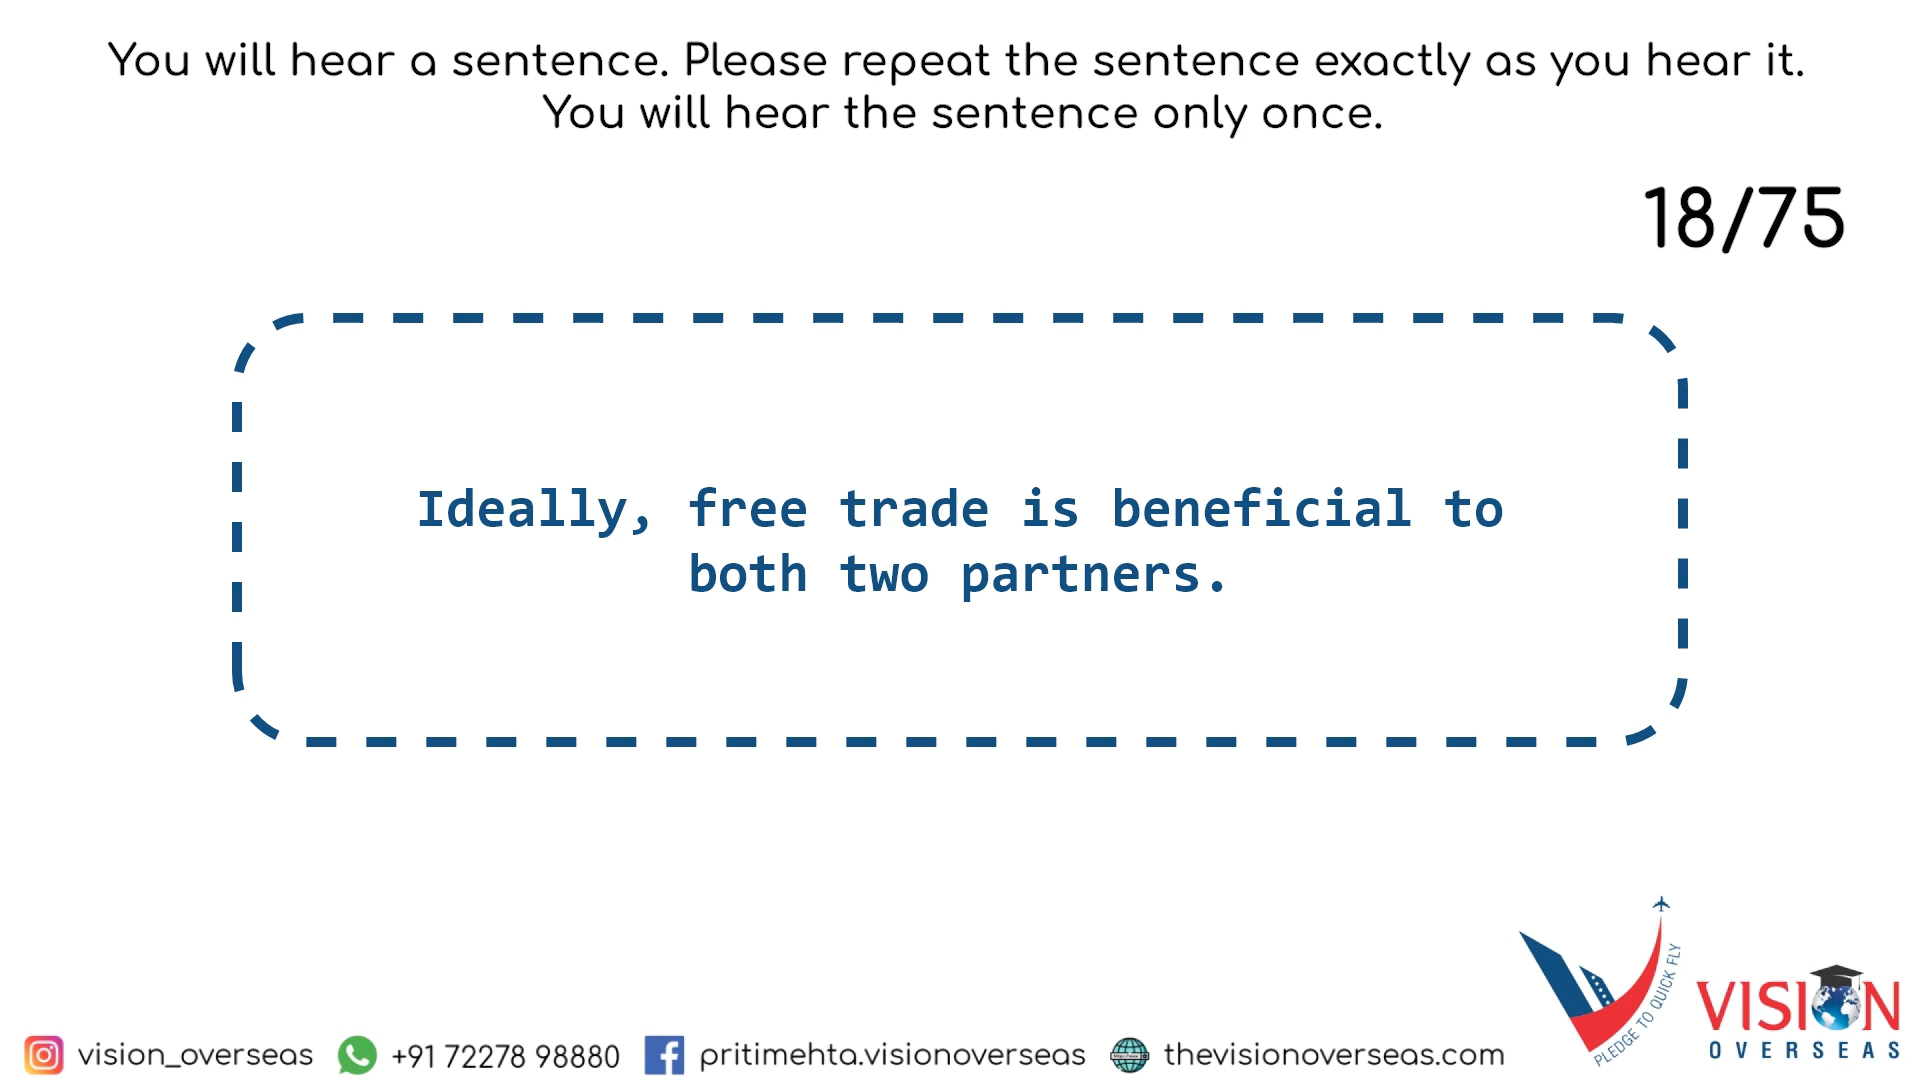 You will hear a sentence. Please repeat the sentence exactly as you hear it.
You will hear the sentence only once.
18/75
Ideally, free trade is beneficial to
both two partners.
PLEDGE TO QUICK FLY
VISION
OVERSEAS
vision_overseas +91 72278 98880 pritimehta.visionoverseas thevisionoverseas.com